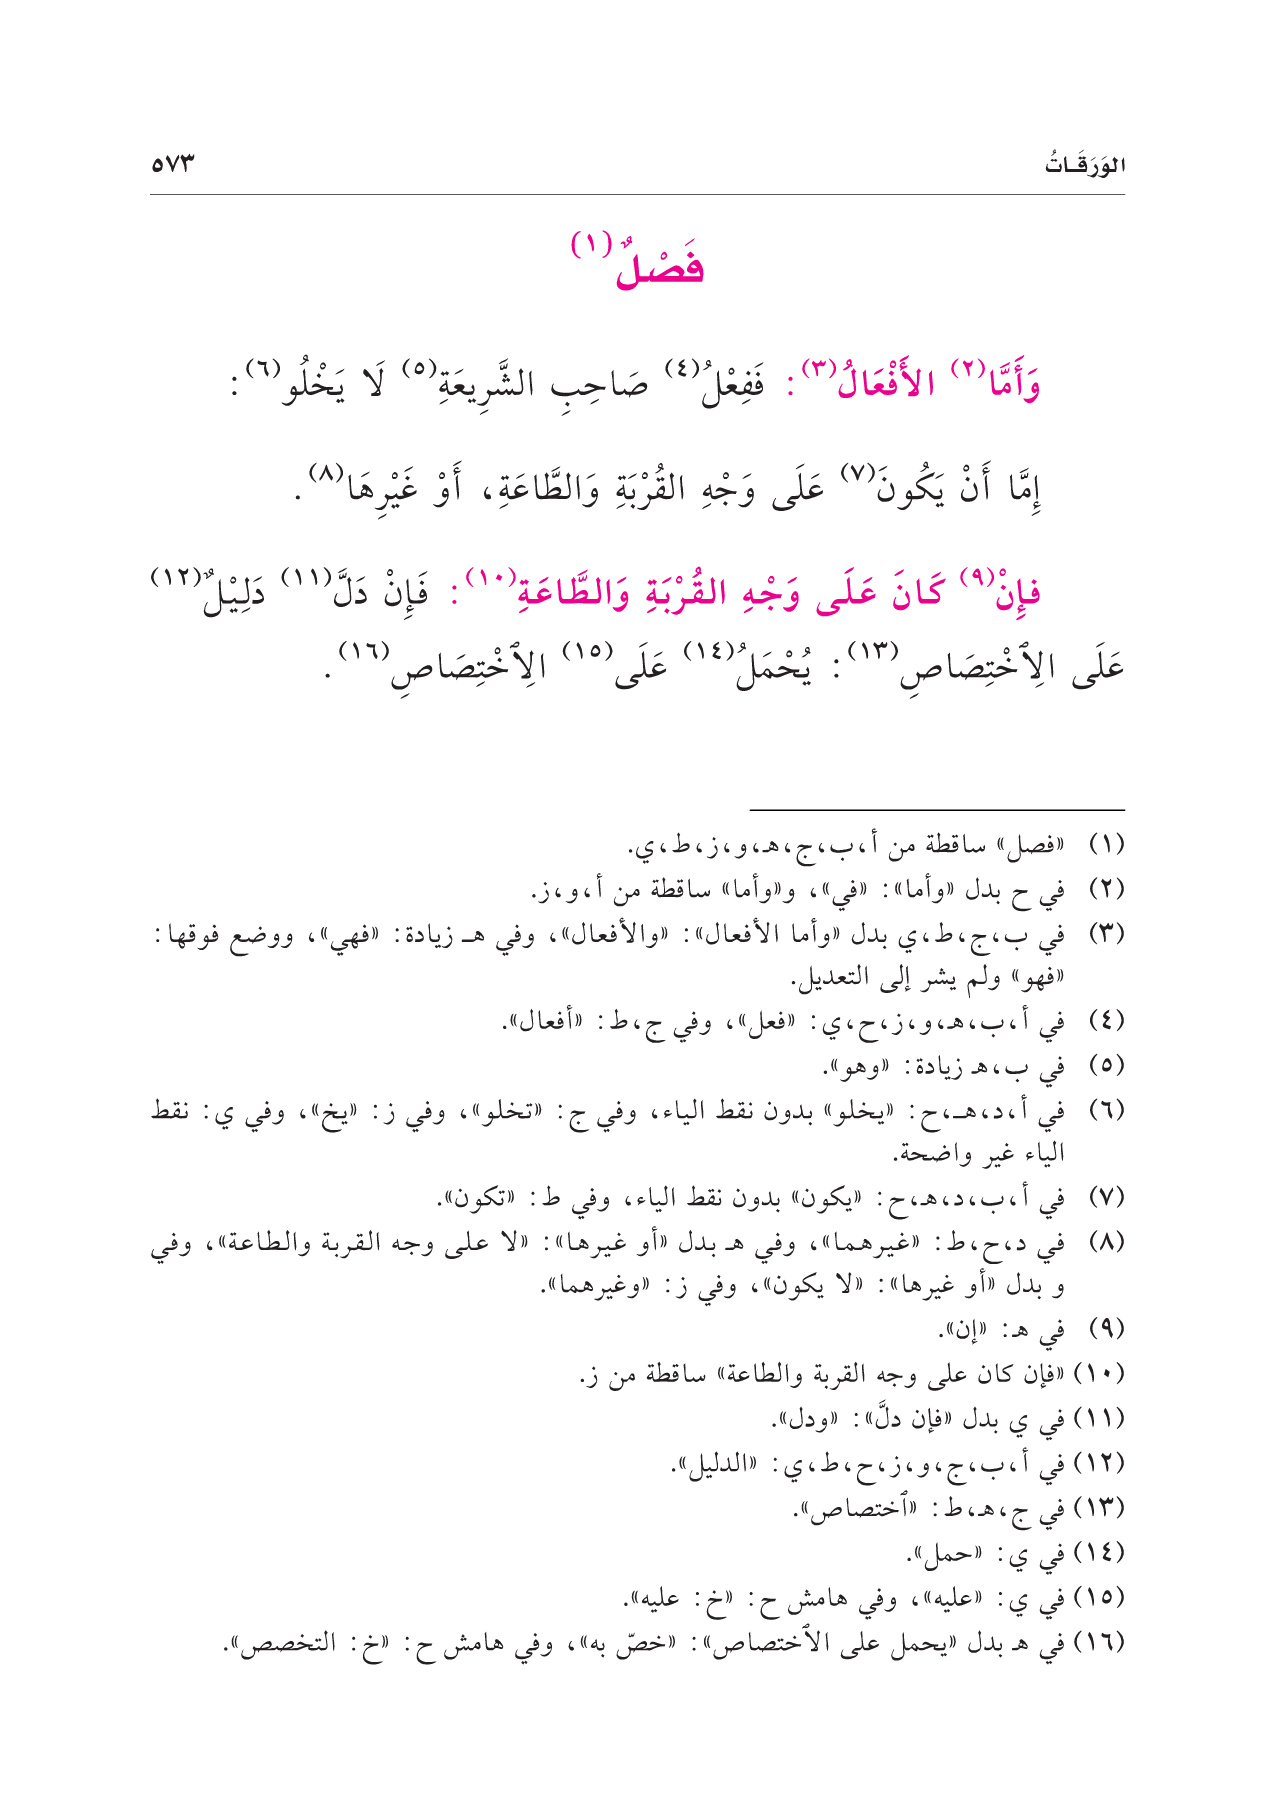 الوَرَقَـاتُ ٥٧٣
فَصْلٌ(١)
وَأَمَّا(٢) الأَفْعَالُ(٣): فَفِعْلُ(٤) صَاحِبِ الشَّرِيعَةِ(٥) لَا يَخْلُو(٦):
إِمَّا أَنْ يَكُونَ(٧) عَلَى وَجْهِ القُرْبَةِ وَالطَّاعَةِ، أَوْ غَيْرِهَا(٨).
فَإِنْ(٩) كَانَ عَلَى وَجْهِ القُرْبَةِ وَالطَّاعَةِ(١٠): فَإِنْ دَلَّ(١١) دَلِيْلٌ(١٢)
عَلَى الِٱخْتِصَاصِ(١٣): يُحْمَلُ(١٤) عَلَى(١٥) الِٱخْتِصَاصِ(١٦).
(١) «فصل» ساقطة من أ،ب،ج،هـ،و،ز،ط،ي.
(٢) في ح بدل «وأما»: «في»، و«وأما» ساقطة من أ،و،ز.
(٣) في ب،ج،ط،ي بدل «وأما الأفعال»: «والأفعال»، وفي هـ زيادة: «فهي»، ووضع فوقها:
«فهو» ولم يشر إلى التعديل.
(٤) في أ،ب،هـ،و،ز،ح،ي: «فعل»، وفي ج،ط: «أفعال».
(٥) في ب،هـ زيادة: «وهو».
(٦) في أ،د،هـ،ح: «يخلو» بدون نقط الياء، وفي ج: «تخلو»، وفي ز: «يخ»، وفي ي: نقط
الياء غير واضحة.
(٧) في أ،ب،د،هـ،ح: «يكون» بدون نقط الياء، وفي ط: «تكون».
(٨) في د،ح،ط: «غيرهما»، وفي هـ بدل «أو غيرها»: «لا على وجه القربة والطاعة»، وفي
و بدل «أو غيرها»: «لا يكون»، وفي ز: «وغيرهما».
(٩) في هـ: «إن».
(١٠) «فإن كان على وجه القربة والطاعة» ساقطة من ز.
(١١) في ي بدل «فإن دلَّ»: «ودل».
(١٢) في أ،ب،ج،و،ز،ح،ط،ي: «الدليل».
(١٣) في ج،هـ،ط: «ٱختصاص».
(١٤) في ي: «حمل».
(١٥) في ي: «عليه»، وفي هامش ح: «خ: عليه».
(١٦) في هـ بدل «يحمل على الٱختصاص»: «خصّ به»، وفي هامش ح: «خ: التخصص».